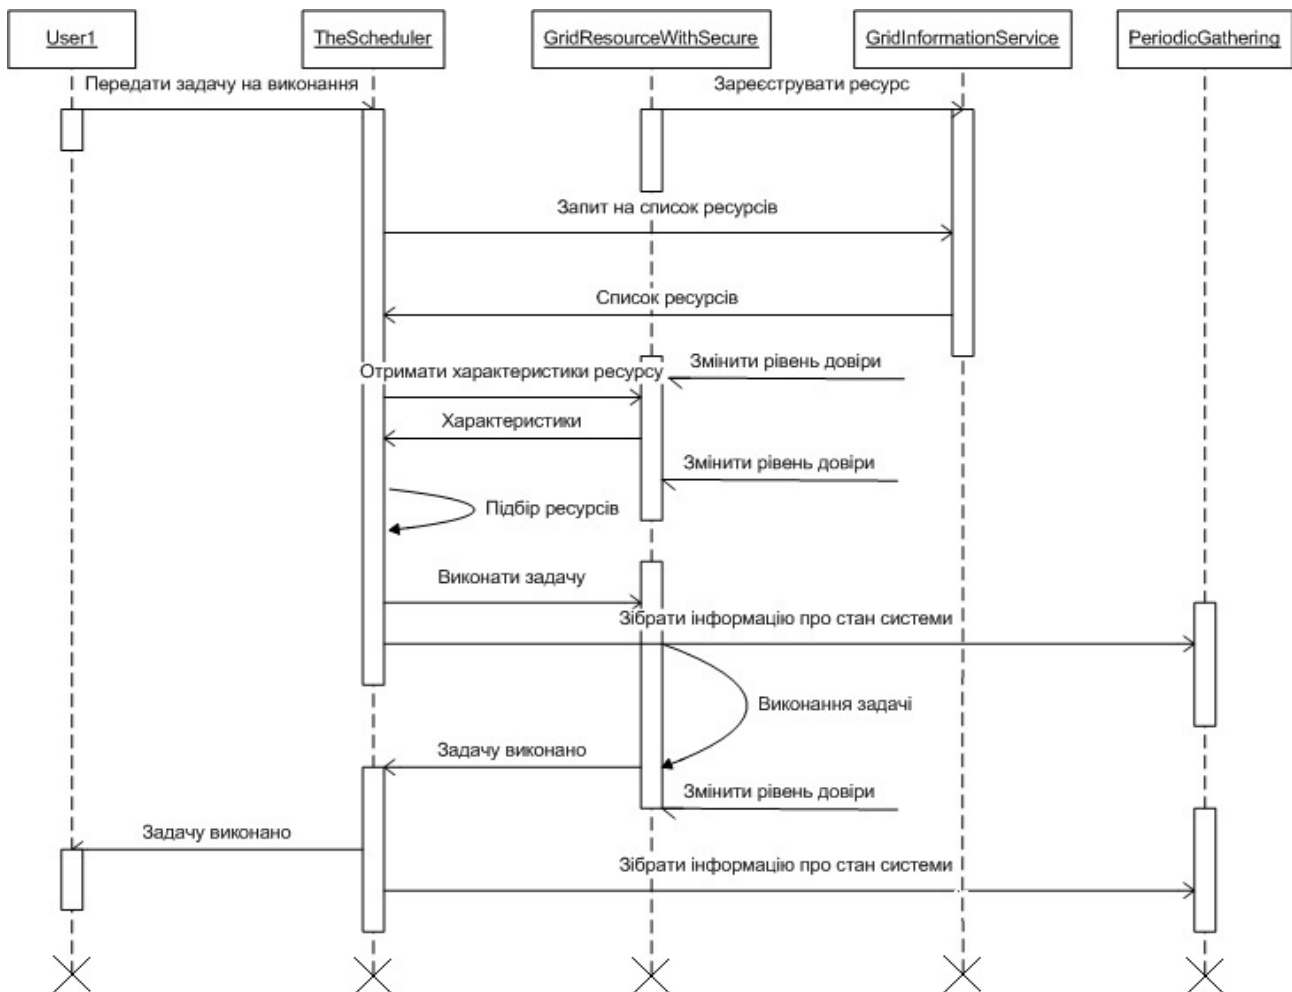 User1
TheScheduler
GridResourceWithSecure
GridInformationService
PeriodicGathering
Передати задачу на виконання
Зареєструвати ресурс
Запит на список ресурсів
Список ресурсів
Змінити рівень довіри
Отримати характеристики ресурсу
Характеристики
Змінити рівень довіри
Підбір ресурсів
Виконати задачу
Зібрати інформацію про стан системи
Виконання задачі
Задачу виконано
Змінити рівень довіри
Задачу виконано
Зібрати інформацію про стан системи